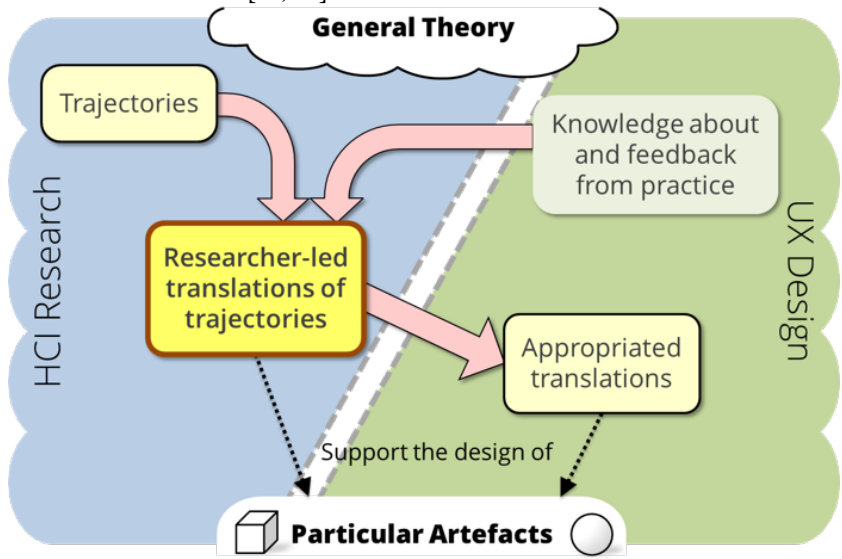 General Theory
Trajectories
Knowledge about
and feedback
from practice
HCI Research
UX Design
Researcher-led
translations of
trajectories
Appropriated
translations
Support the design of
Particular Artefacts